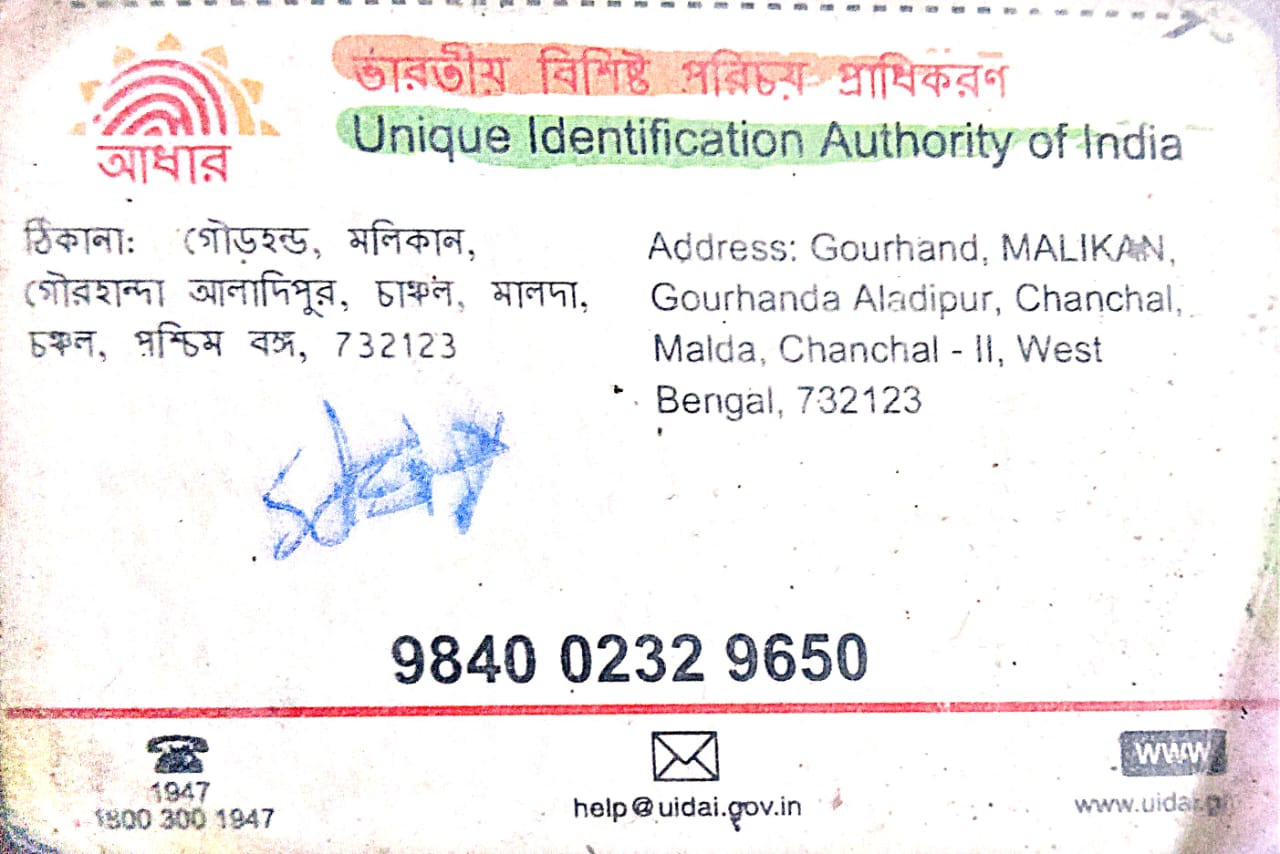 ভারতীয় বিশিষ্ট পরিচয় প্রাধিকরণ
Unique Identification Authority of India
আধার
ঠিকানা: গৌড়হন্ড, মলিকান,
গৌরহান্দা আলাদিপুর, চাঞ্চল, মালদা,
চঞ্চল, পশ্চিম বঙ্গ, 732123
Address: Gourhand, MALIKAN,
Gourhanda Aladipur, Chanchal,
Malda, Chanchal - II, West
Bengal, 732123
9840 0232 9650
1947
1800 300 1947
help@uidai.gov.in
www